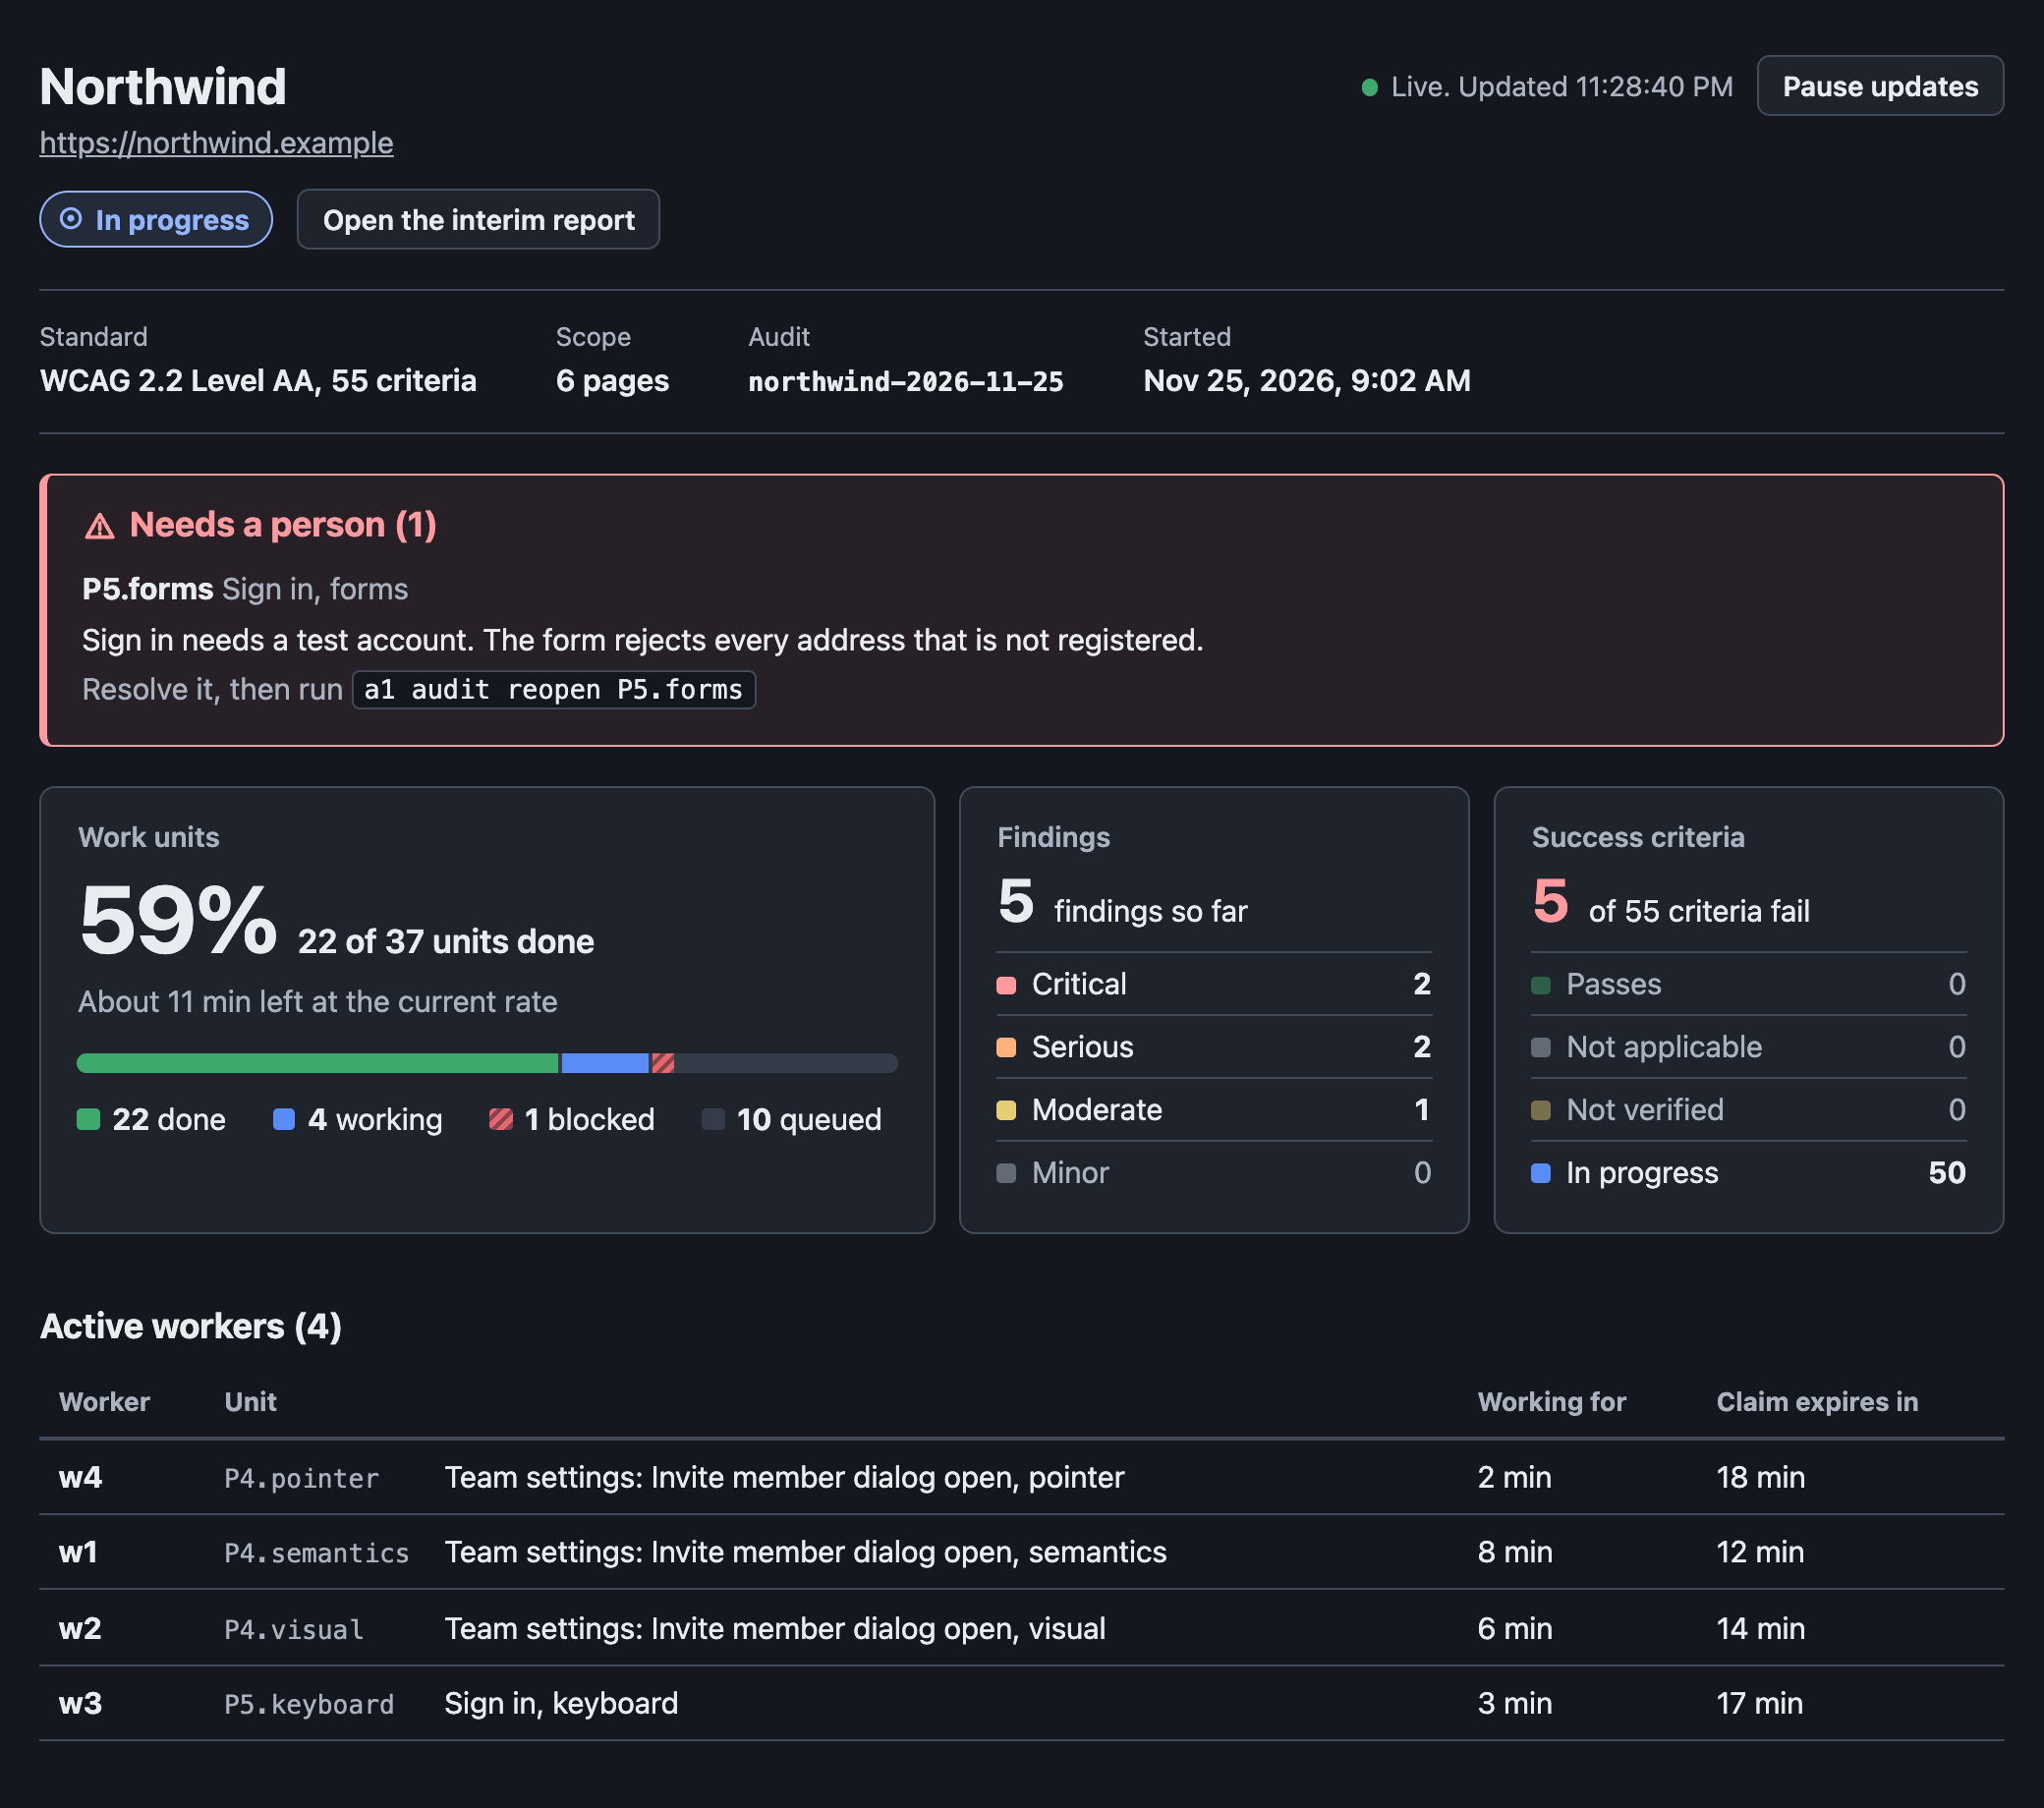 Northwind
Live. Updated 11:28:40 PM
Pause updates
https://northwind.example
In progress
Open the interim report
Standard
WCAG 2.2 Level AA, 55 criteria
Scope
6 pages
Audit
northwind-2026-11-25
Started
Nov 25, 2026, 9:02 AM
Needs a person (1)
P5.forms Sign in, forms
Sign in needs a test account. The form rejects every address that is not registered.
Resolve it, then run a1 audit reopen P5.forms
Work units
59% 22 of 37 units done
About 11 min left at the current rate
22 done 4 working 1 blocked 10 queued
Findings
5 findings so far
Critical 2
Serious 2
Moderate 1
Minor 0
Success criteria
5 of 55 criteria fail
Passes 0
Not applicable 0
Not verified 0
In progress 50
Active workers (4)
Worker Unit Working for Claim expires in
w4 P4.pointer Team settings: Invite member dialog open, pointer 2 min 18 min
w1 P4.semantics Team settings: Invite member dialog open, semantics 8 min 12 min
w2 P4.visual Team settings: Invite member dialog open, visual 6 min 14 min
w3 P5.keyboard Sign in, keyboard 3 min 17 min